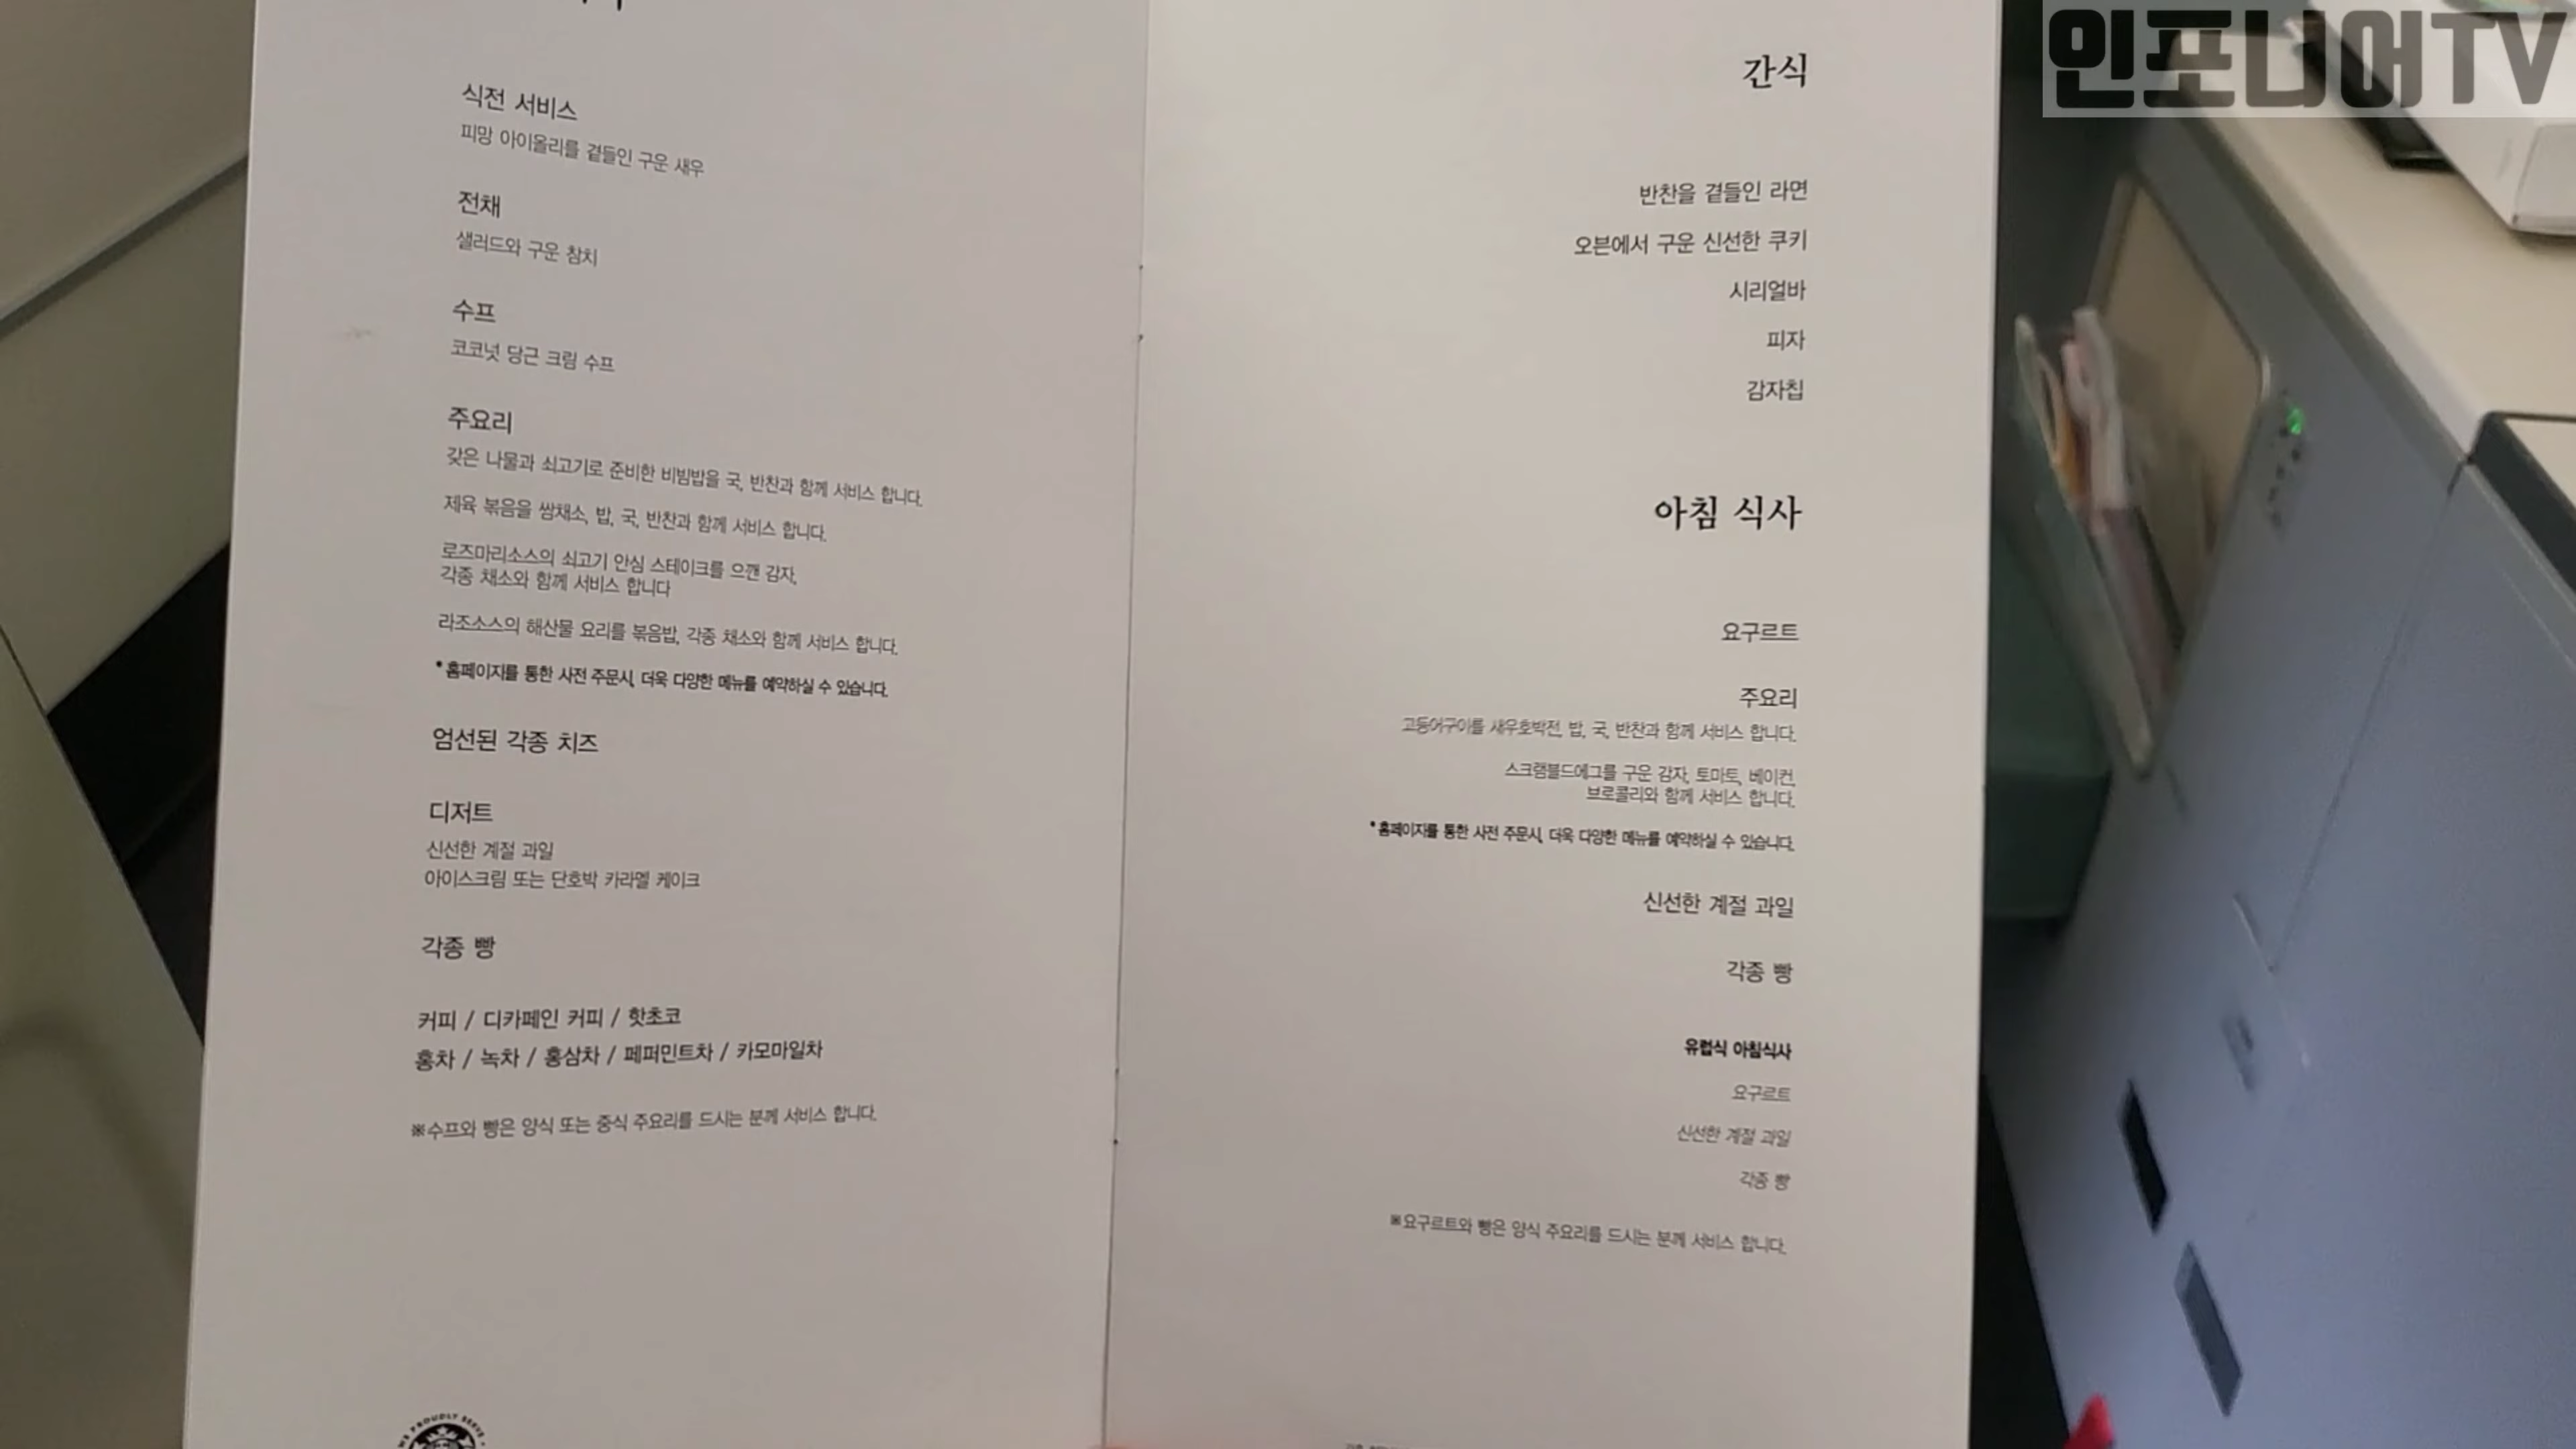 식전 서비스
피망 아이올리를 곁들인 구운 새우
전채
샐러드와 구운 참치
수프
코코넛 당근 크림 수프
주요리
갖은 나물과 쇠고기로 준비한 비빔밥을 국, 반찬과 함께 서비스 합니다.
제육 볶음을 쌈채소, 밥, 국, 반찬과 함께 서비스 합니다.
로즈마리소스의 쇠고기 안심 스테이크를 으깬 감자,
각종 채소와 함께 서비스 합니다
라조소스의 해산물 요리를 볶음밥, 각종 채소와 함께 서비스 합니다.
* 홈페이지를 통한 사전 주문시, 더욱 다양한 메뉴를 예약하실 수 있습니다.
엄선된 각종 치즈
디저트
신선한 계절 과일
아이스크림 또는 단호박 카라멜 케이크
각종 빵
커피 / 디카페인 커피 / 핫초코
홍차 / 녹차 / 홍삼차 / 페퍼민트차 / 카모마일차
※수프와 빵은 양식 또는 중식 주요리를 드시는 분께 서비스 합니다.
PROUDLY SERVE
간식
반찬을 곁들인 라면
오븐에서 구운 신선한 쿠키
시리얼바
피자
감자칩
아침 식사
요구르트
주요리
고등어구이를 새우호박전, 밥, 국, 반찬과 함께 서비스 합니다.
스크램블드에그를 구운 감자, 토마토, 베이컨,
브로콜리와 함께 서비스 합니다.
* 홈페이지를 통한 사전 주문시, 더욱 다양한 메뉴를 예약하실 수 있습니다.
신선한 계절 과일
각종 빵
유럽식 아침식사
요구르트
신선한 계절 과일
각종 빵
※요구르트와 빵은 양식 주요리를 드시는 분께 서비스 합니다.
인포니어TV